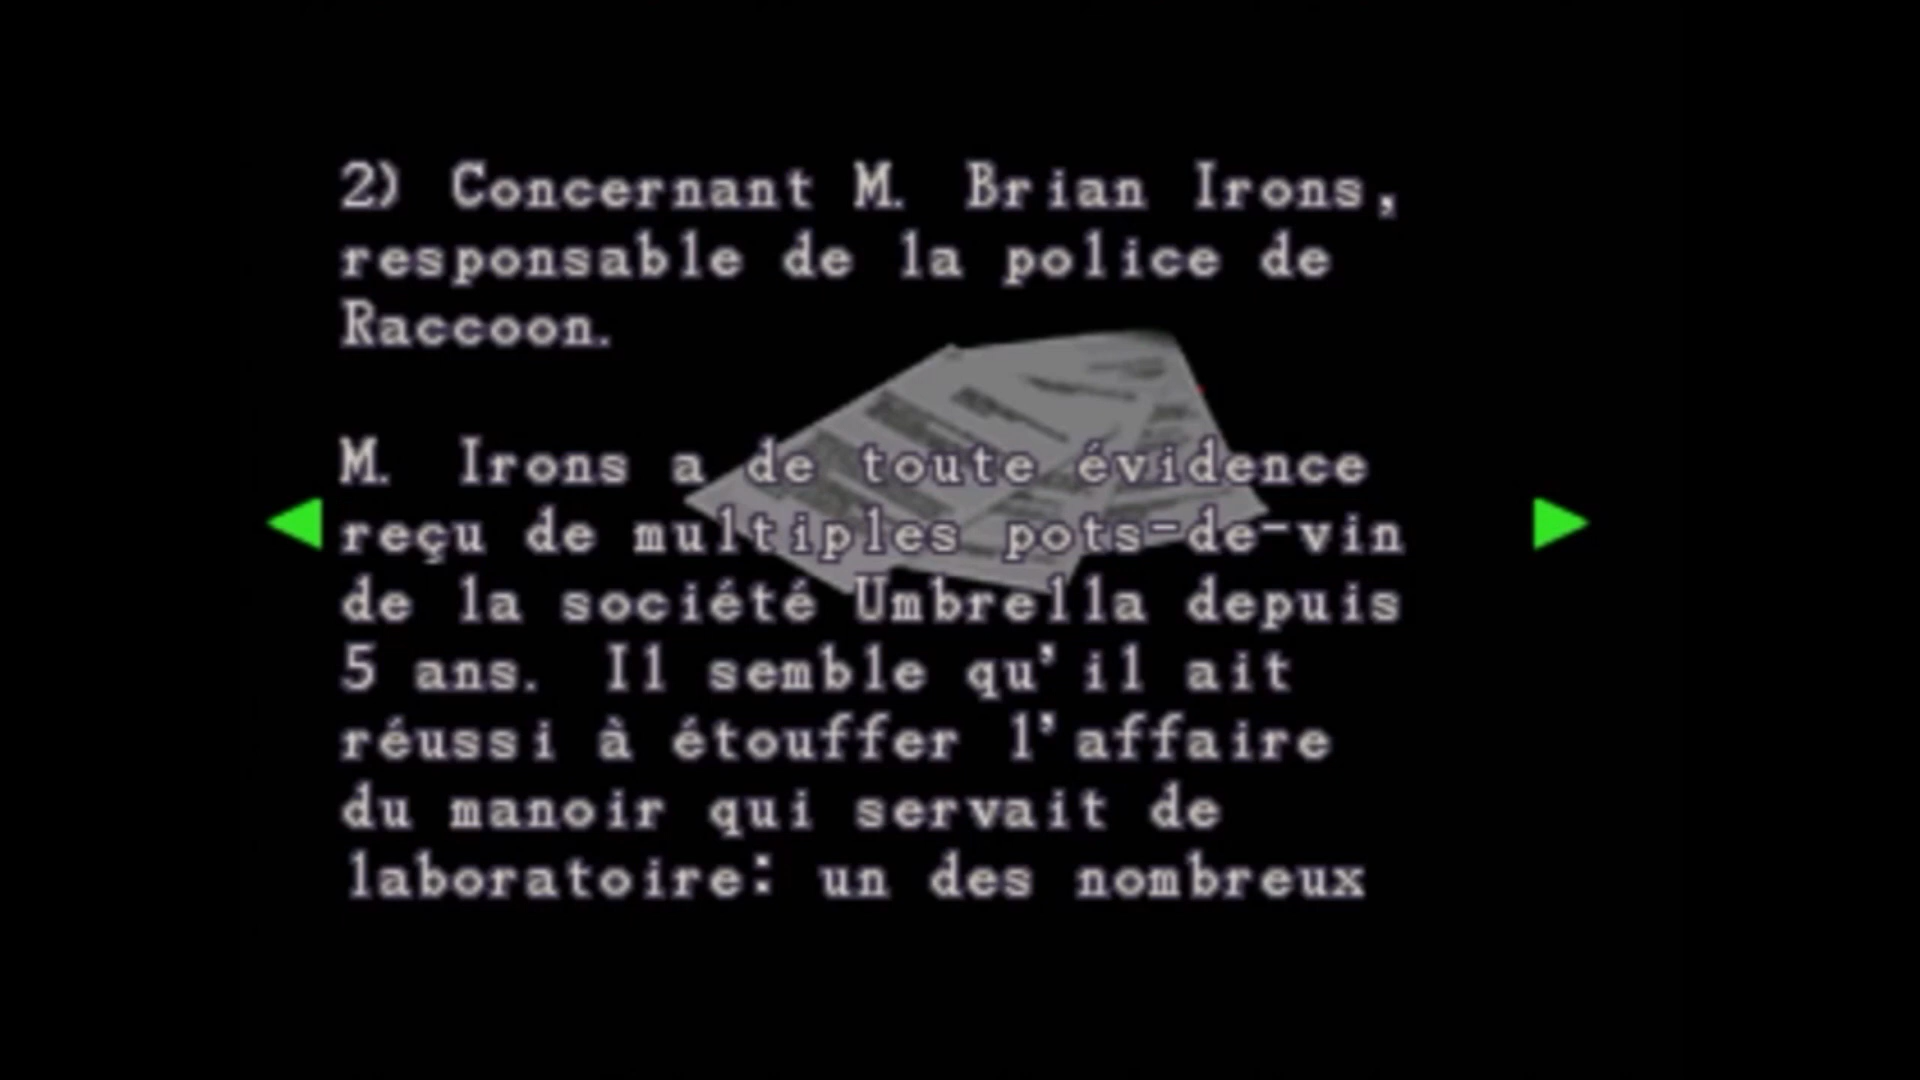 2) Concernant M. Brian Irons,
responsable de la police de
Raccoon.
M. Irons a de toute évidence
reçu de multiples pots-de-vin
de la société Umbrella depuis
5 ans. Il semble qu'il ait
réussi à étouffer l'affaire
du manoir qui servait de
laboratoire: un des nombreux